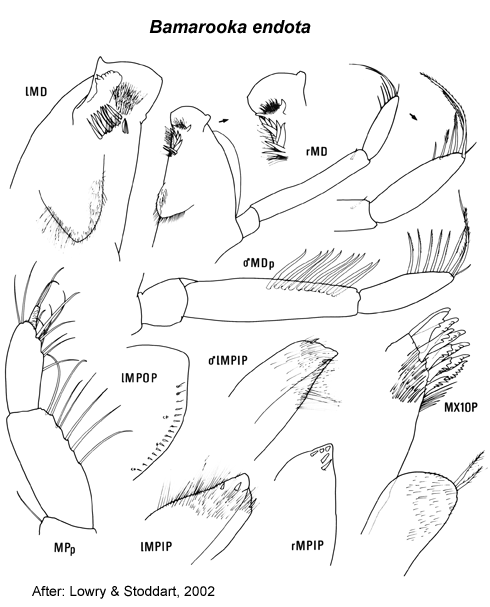 Bamarooka endota
lMD
rMD
♂MDp
lMPOP
♂lMPIP
MX1OP
MPp
lMPIP
rMPIP
After: Lowry & Stoddart, 2002